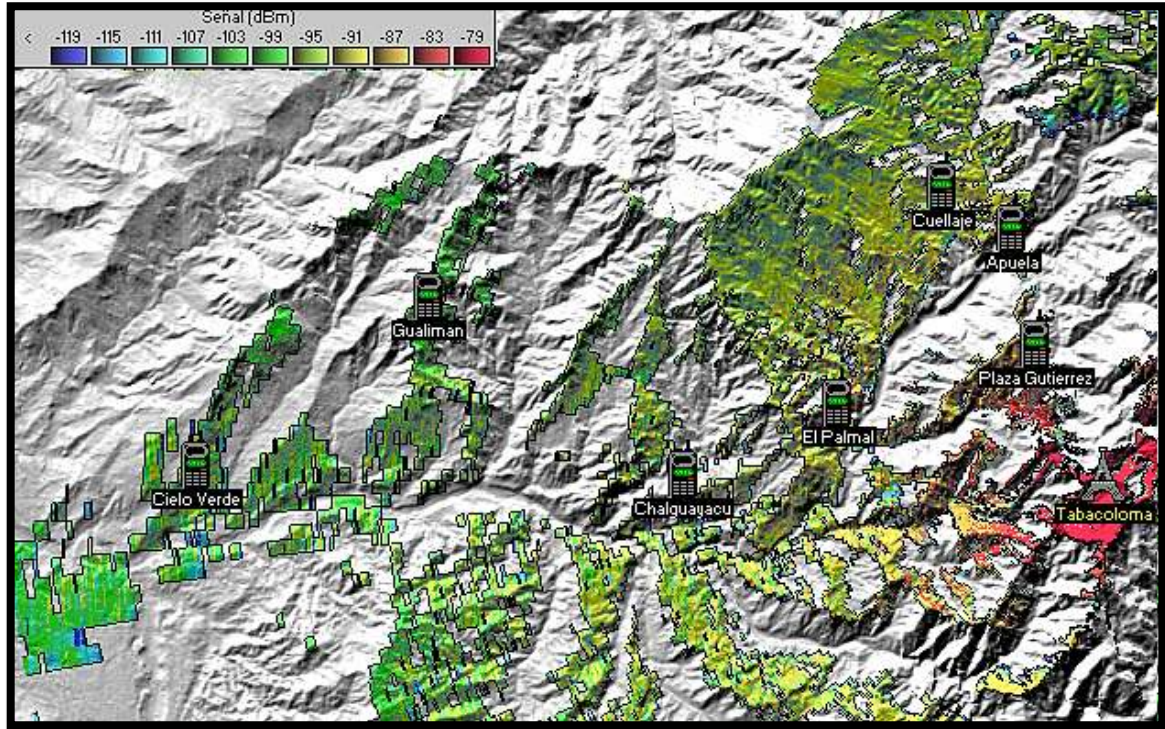 Señal (dBm)
< -119 -115 -111 -107 -103 -99 -95 -91 -87 -83 -79
Cuellaje
Apuela
Gualiman
Plaza Gutierrez
El Palmal
Cielo Verde
Chalguayacu
Tabacoloma